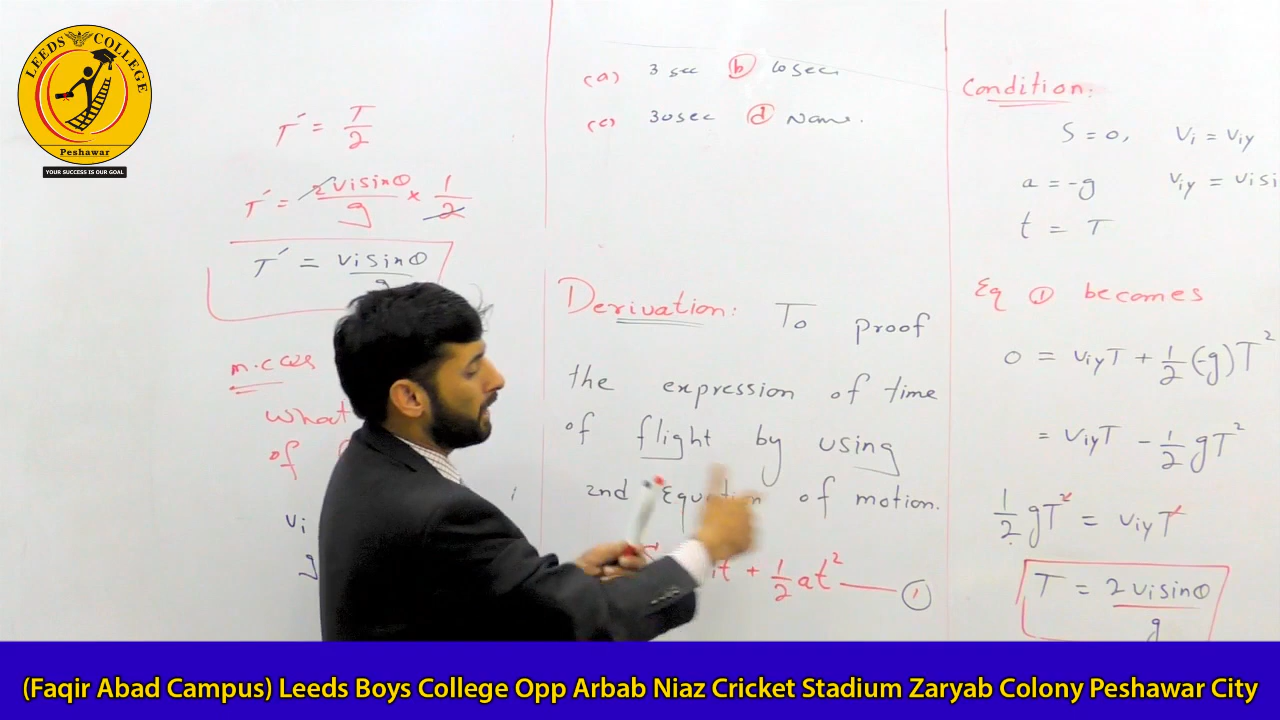 LEEDS COLLEGE
Peshawar
YOUR SUCCESS IS OUR GOAL
T′ = T/2
T′ = 2visinθ/g × 1/2
T′ = visinθ/g
m.cqs
What
of
vi
g
(a) 3 sec (b) 60sec
(c) 30sec (d) None.
Derivation: To proof
the expression of time
of flight by using
2nd Equation of motion.
it + 1/2 at² — (1)
Condition:
S = 0, Vi = Viy
a = -g Viy = visi
t = T
Eq (1) becomes
0 = viyT + 1/2 (-g)T²
= viyT - 1/2 gT²
1/2 gT² = viyT
T = 2visinθ/g
(Faqir Abad Campus) Leeds Boys College Opp Arbab Niaz Cricket Stadium Zaryab Colony Peshawar City